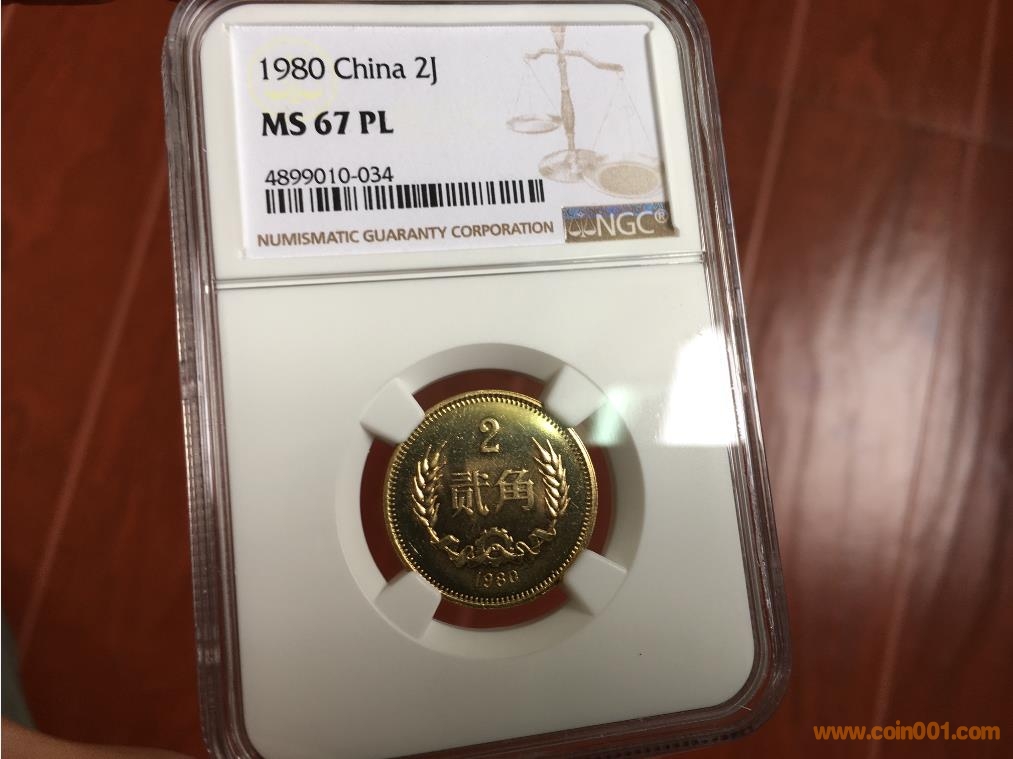 1980 China 2J
MS 67 PL
4899010-034
NUMISMATIC GUARANTY CORPORATION
NGC®
2
贰角
1980
www.coin001.com